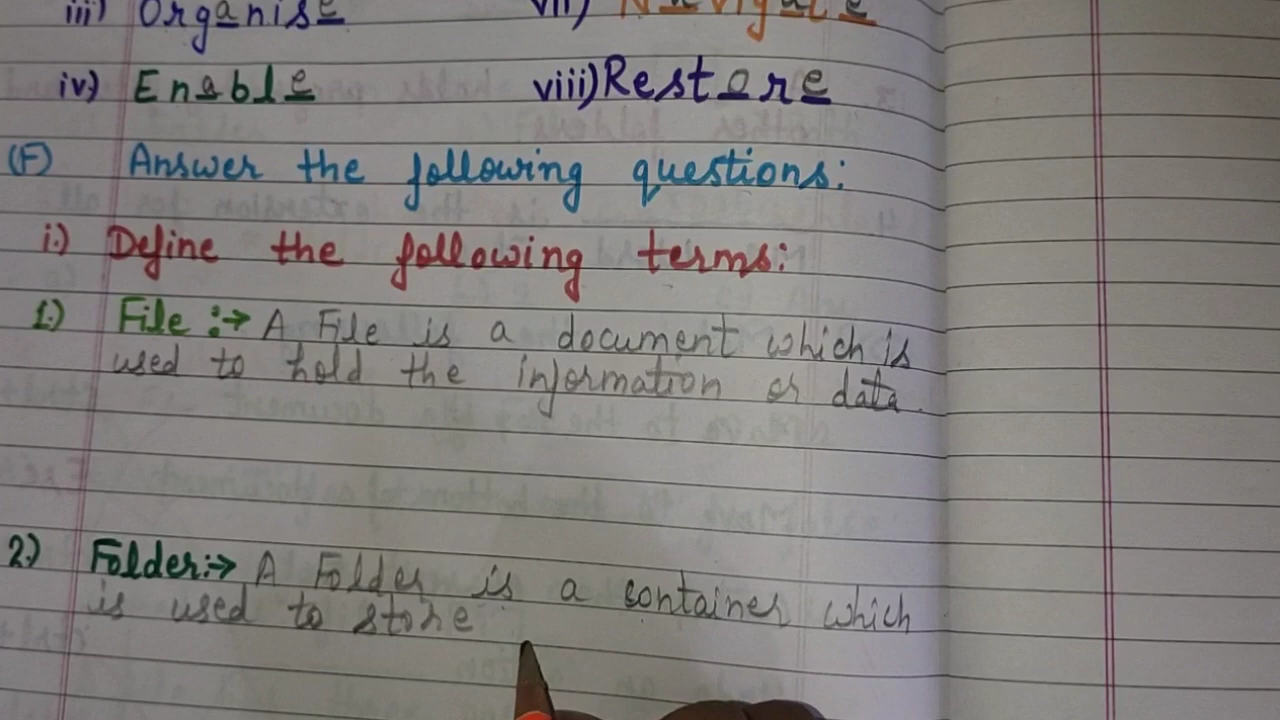 iii) Organise vii) Navigate
iv) Enable viii) Restore
(F) Answer the following questions:
i.) Define the following terms:
1.) File :→ A File is a document which is
used to hold the information or data.
2.) Folder:→ A Folder is a container which
is used to store